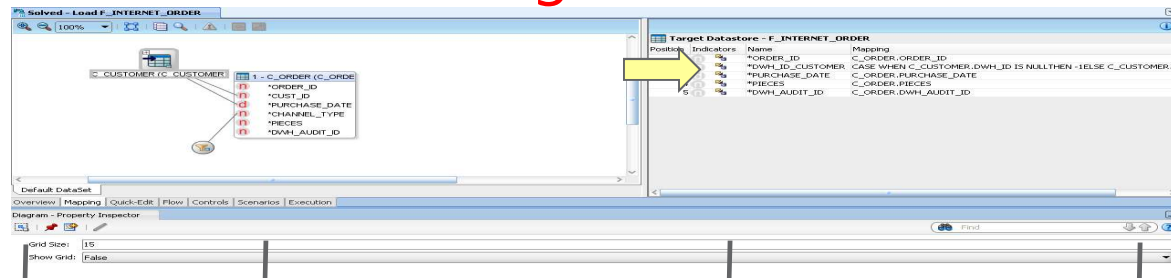 Solved - Load F_INTERNET_ORDER
100%
Target Datastore - F_INTERNET_ORDER
Position Indicators Name Mapping
*ORDER_ID C_ORDER.ORDER_ID
*DWH_ID_CUSTOMER CASE WHEN C_CUSTOMER.DWH_ID IS NULLTHEN -1ELSE C_CUSTOMER.
*PURCHASE_DATE C_ORDER.PURCHASE_DATE
*PIECES C_ORDER.PIECES
5 *DWH_AUDIT_ID C_ORDER.DWH_AUDIT_ID
C_CUSTOMER (C_CUSTOMER)
1 - C_ORDER (C_ORDE
n *ORDER_ID
n *CUST_ID
d *PURCHASE_DATE
n *CHANNEL_TYPE
n *PIECES
n *DWH_AUDIT_ID
Default DataSet
Overview Mapping Quick-Edit Flow Controls Scenarios Execution
Diagram - Property Inspector
Find
Grid Size: 15
Show Grid: False